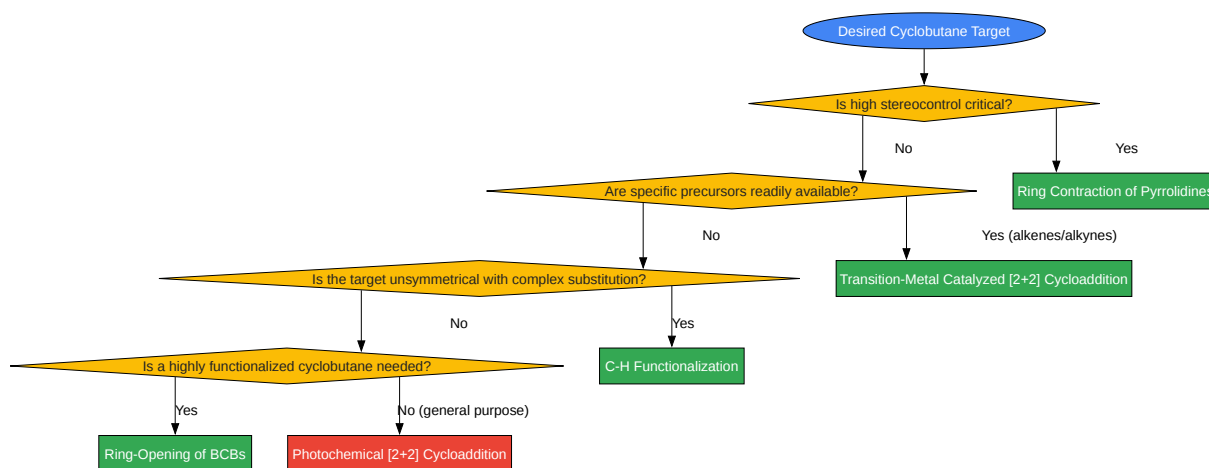 Desired Cyclobutane Target
Is high stereocontrol critical?
No
Yes
Are specific precursors readily available?
Ring Contraction of Pyrrolidines
No
Yes (alkenes/alkynes)
Is the target unsymmetrical with complex substitution?
Transition-Metal Catalyzed [2+2] Cycloaddition
No
Yes
Is a highly functionalized cyclobutane needed?
C-H Functionalization
Yes
No (general purpose)
Ring-Opening of BCBs
Photochemical [2+2] Cycloaddition